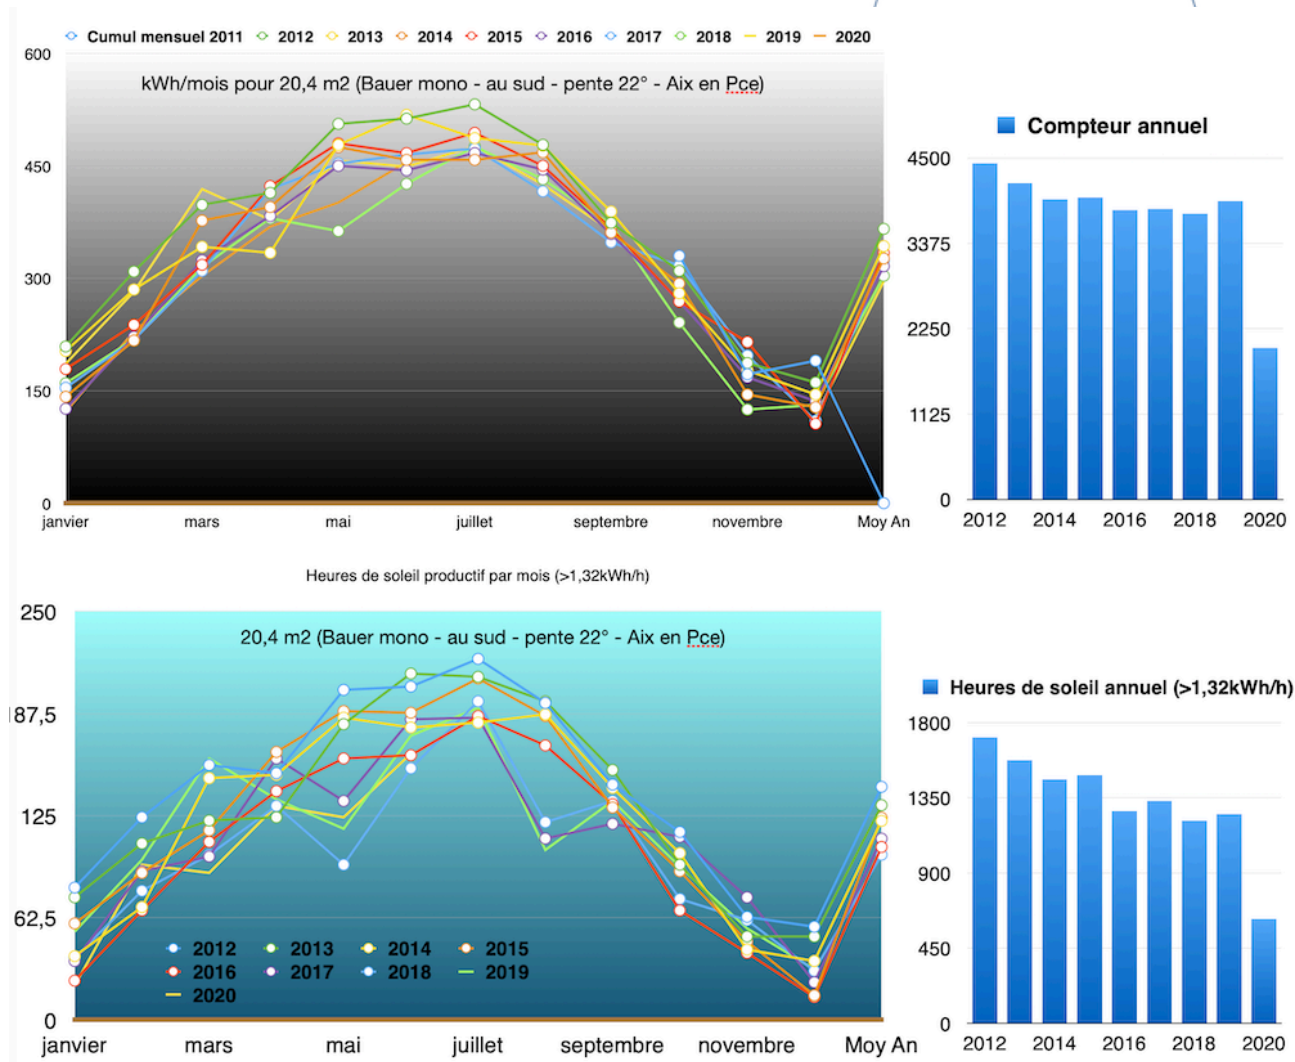 Cumul mensuel 2011 2012 2013 2014 2015 2016 2017 2018 2019 2020
600
kWh/mois pour 20,4 m2 (Bauer mono - au sud - pente 22° - Aix en Pce)
450
300
150
0
janvier mars mai juillet septembre novembre Moy An
Compteur annuel
4500
3375
2250
1125
0
2012 2014 2016 2018 2020
Heures de soleil productif par mois (>1,32kWh/h)
250
20,4 m2 (Bauer mono - au sud - pente 22° - Aix en Pce)
87,5
125
62,5
2012 2013 2014 2015
2016 2017 2018 2019
2020
0
janvier mars mai juillet septembre novembre Moy An
Heures de soleil annuel (>1,32kWh/h)
1800
1350
900
450
0
2012 2014 2016 2018 2020